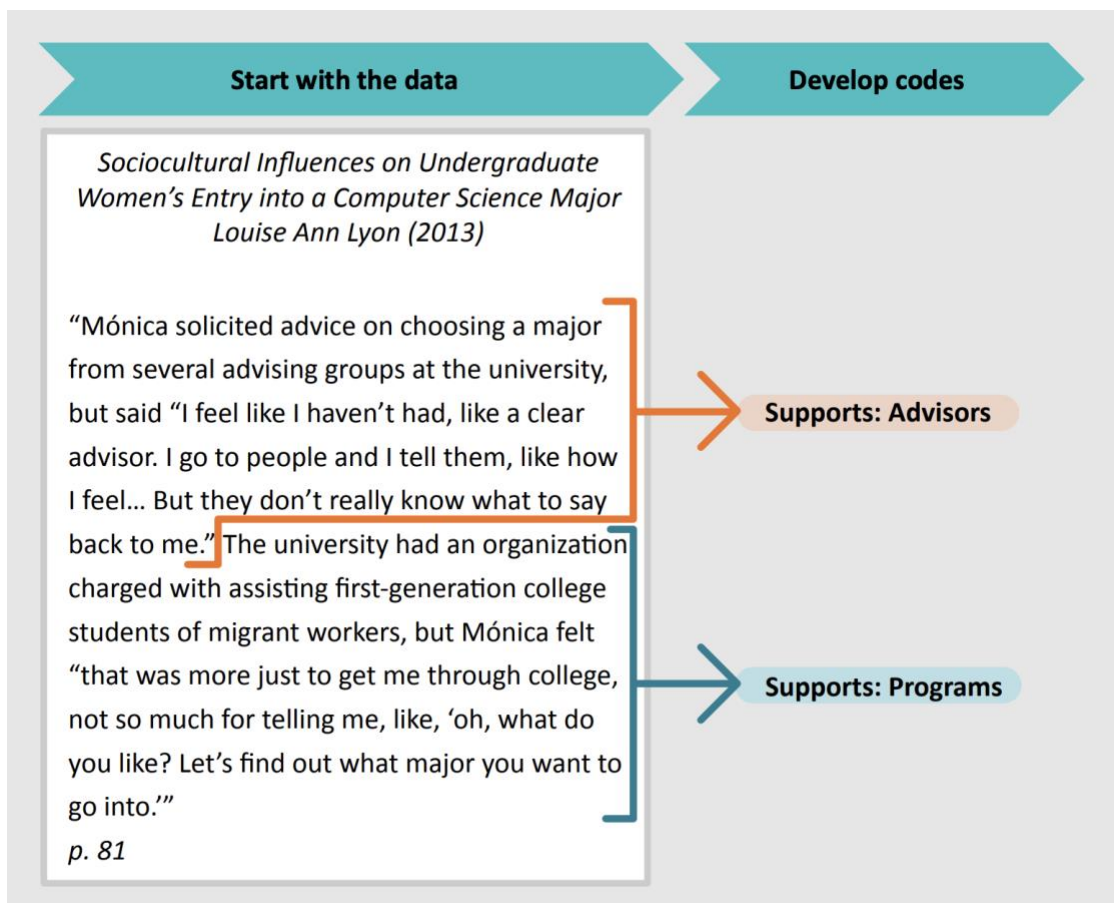 Start with the data
Develop codes
Sociocultural Influences on Undergraduate
Women’s Entry into a Computer Science Major
Louise Ann Lyon (2013)
“Mónica solicited advice on choosing a major
from several advising groups at the university,
but said “I feel like I haven’t had, like a clear
advisor. I go to people and I tell them, like how
I feel... But they don’t really know what to say
back to me.” The university had an organization
charged with assisting first-generation college
students of migrant workers, but Mónica felt
“that was more just to get me through college,
not so much for telling me, like, ‘oh, what do
you like? Let’s find out what major you want to
go into.’”
p. 81
Supports: Advisors
Supports: Programs